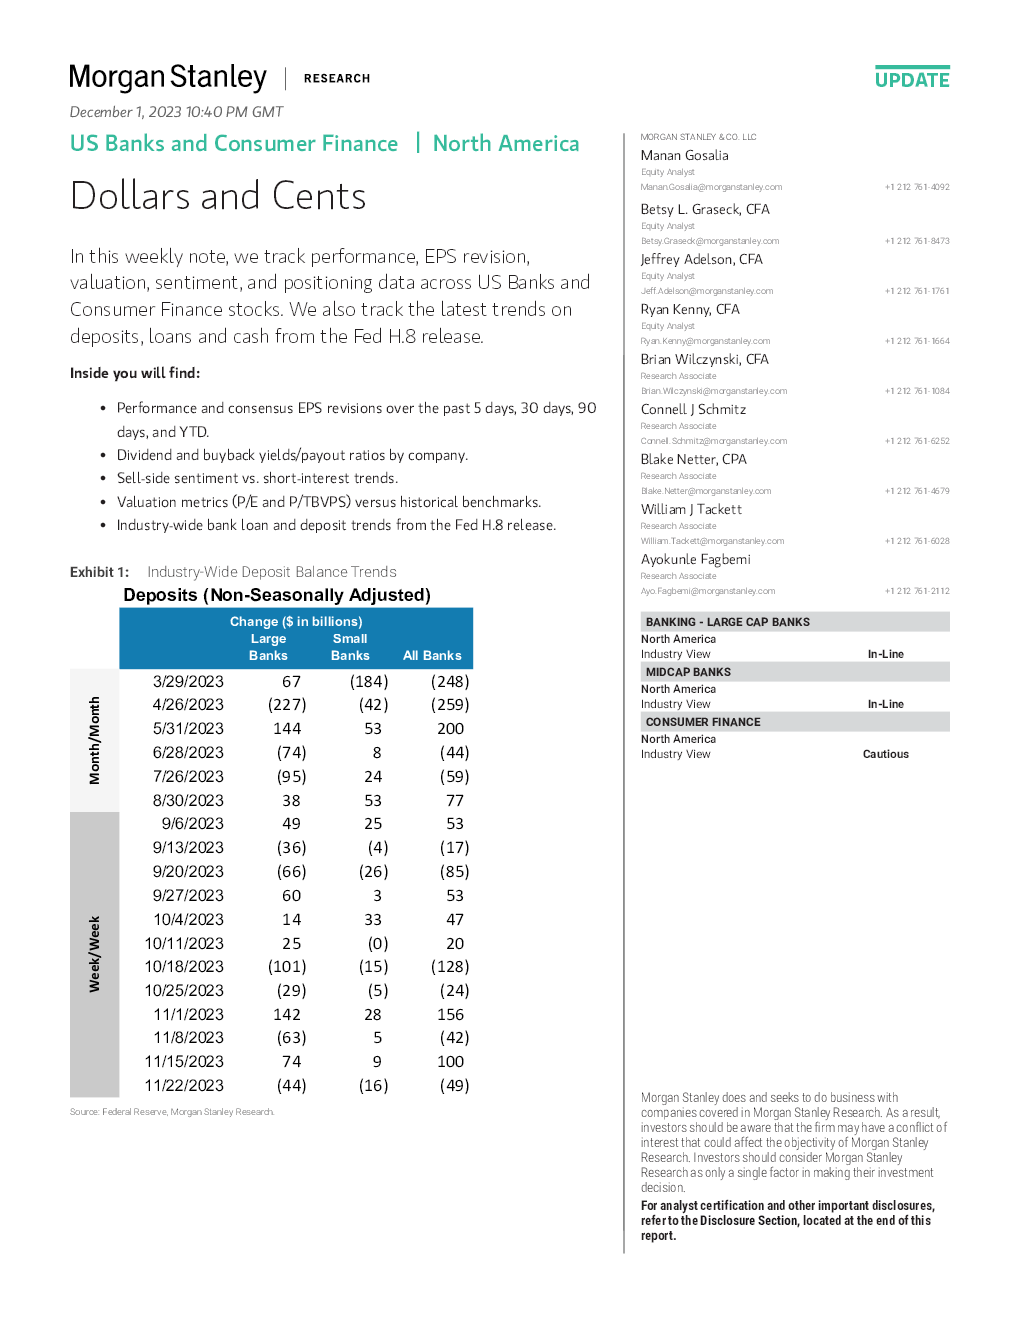 Morgan Stanley | RESEARCH
UPDATE
December 1, 2023 10:40 PM GMT
US Banks and Consumer Finance | North America
Dollars and Cents
In this weekly note, we track performance, EPS revision,
valuation, sentiment, and positioning data across US Banks and
Consumer Finance stocks. We also track the latest trends on
deposits, loans and cash from the Fed H.8 release.
Inside you will find:
• Performance and consensus EPS revisions over the past 5 days, 30 days, 90
days, and YTD.
• Dividend and buyback yields/payout ratios by company.
• Sell-side sentiment vs. short-interest trends.
• Valuation metrics (P/E and P/TBVPS) versus historical benchmarks.
• Industry-wide bank loan and deposit trends from the Fed H.8 release.
Exhibit 1: Industry-Wide Deposit Balance Trends
Deposits (Non-Seasonally Adjusted)
Change ($ in billions)
Large Small
Banks Banks All Banks
Month/Month
3/29/2023 67 (184) (248)
4/26/2023 (227) (42) (259)
5/31/2023 144 53 200
6/28/2023 (74) 8 (44)
7/26/2023 (95) 24 (59)
8/30/2023 38 53 77
Week/Week
9/6/2023 49 25 53
9/13/2023 (36) (4) (17)
9/20/2023 (66) (26) (85)
9/27/2023 60 3 53
10/4/2023 14 33 47
10/11/2023 25 (0) 20
10/18/2023 (101) (15) (128)
10/25/2023 (29) (5) (24)
11/1/2023 142 28 156
11/8/2023 (63) 5 (42)
11/15/2023 74 9 100
11/22/2023 (44) (16) (49)
Source: Federal Reserve, Morgan Stanley Research.
MORGAN STANLEY & CO. LLC
Manan Gosalia
Equity Analyst
Manan.Gosalia@morganstanley.com +1 212 761-4092
Betsy L. Graseck, CFA
Equity Analyst
Betsy.Graseck@morganstanley.com +1 212 761-8473
Jeffrey Adelson, CFA
Equity Analyst
Jeff.Adelson@morganstanley.com +1 212 761-1761
Ryan Kenny, CFA
Equity Analyst
Ryan.Kenny@morganstanley.com +1 212 761-1664
Brian Wilczynski, CFA
Research Associate
Brian.Wilczynski@morganstanley.com +1 212 761-1084
Connell J Schmitz
Research Associate
Connell.Schmitz@morganstanley.com +1 212 761-6252
Blake Netter, CPA
Research Associate
Blake.Netter@morganstanley.com +1 212 761-4679
William J Tackett
Research Associate
William.Tackett@morganstanley.com +1 212 761-6028
Ayokunle Fagbemi
Research Associate
Ayo.Fagbemi@morganstanley.com +1 212 761-2112
BANKING - LARGE CAP BANKS
North America
Industry View In-Line
MIDCAP BANKS
North America
Industry View In-Line
CONSUMER FINANCE
North America
Industry View Cautious
Morgan Stanley does and seeks to do business with
companies covered in Morgan Stanley Research. As a result,
investors should be aware that the firm may have a conflict of
interest that could affect the objectivity of Morgan Stanley
Research. Investors should consider Morgan Stanley
Research as only a single factor in making their investment
decision.
For analyst certification and other important disclosures,
refer to the Disclosure Section, located at the end of this
report.